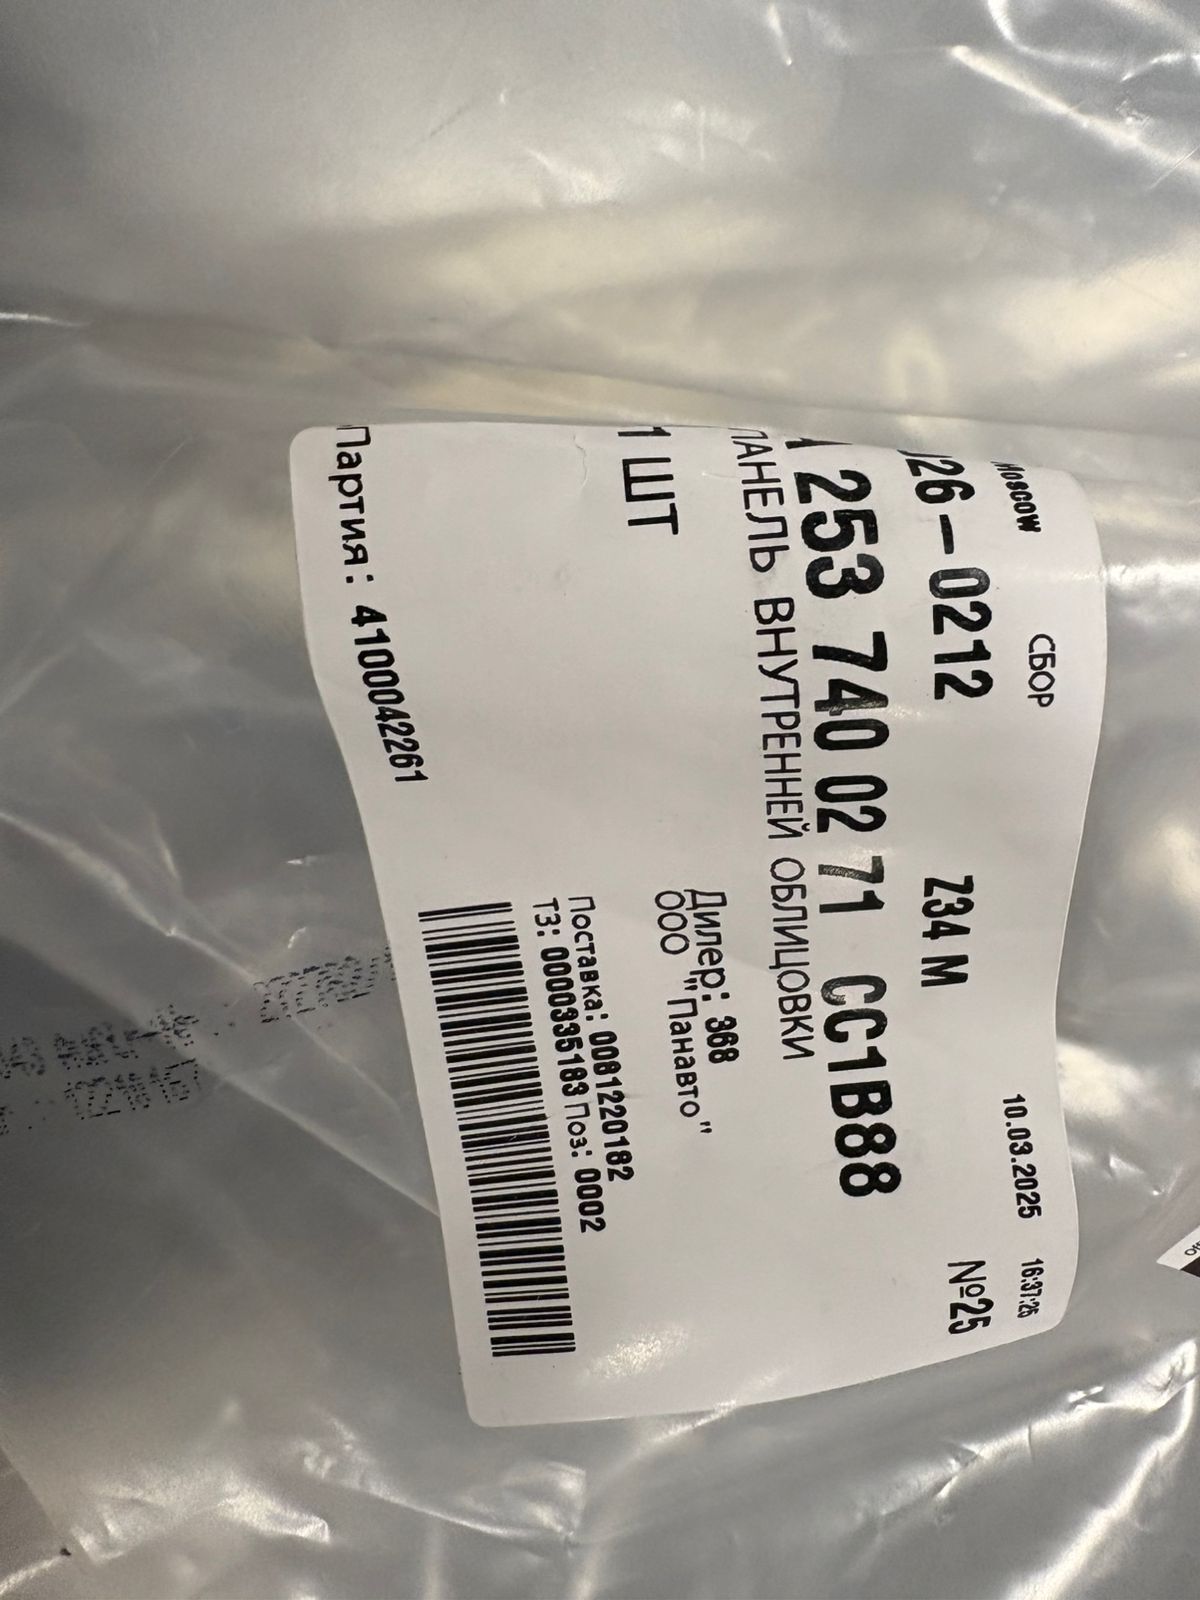 Moscow СБОР 10.03.2025 16:37:26
26-0212 Z34 M №25
253 740 02 71 CC1B88
ПАНЕЛЬ ВНУТРЕННЕЙ ОБЛИЦОВКИ
1 ШТ
Дилер: 368
ООО "Панавто"
Поставка: 0081220182
ТЗ: 0000335183 Поз: 0002
Партия: 4100042261